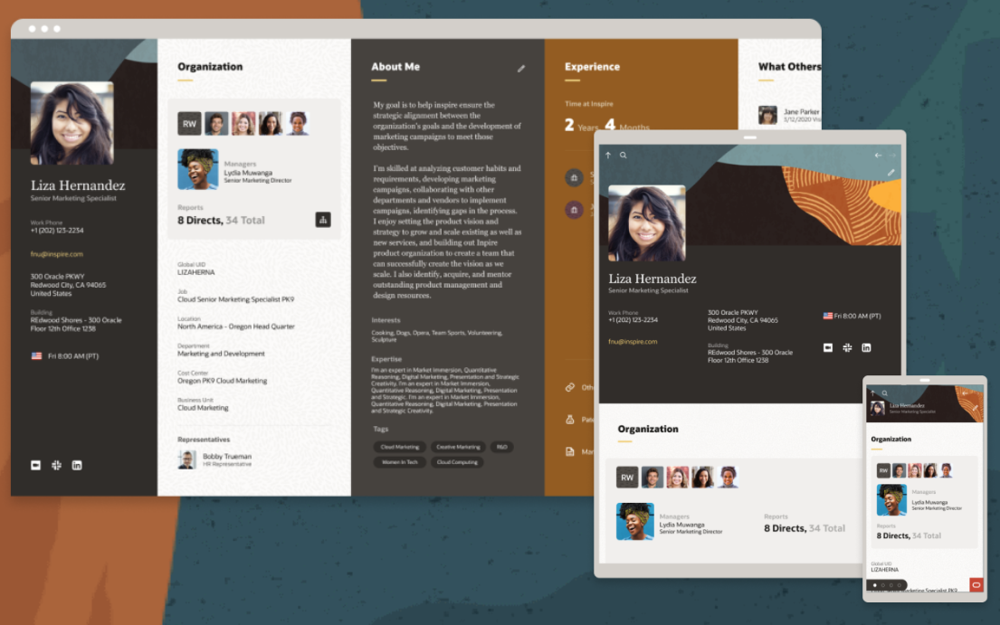 Liza Hernandez
Senior Marketing Specialist
Work Phone
+1 (202) 123-2234
fnu@inspire.com
300 Oracle PKWY
Redwood City, CA 94065
United States
Building
REdwood Shores - 300 Oracle
Floor 12th Office 1238
Fri 8:00 AM (PT)
Organization
RW
Managers
Lydia Muwanga
Senior Marketing Director
Reports
8 Directs, 34 Total
Global UID
LIZAHERNA
Job
Cloud Senior Marketing Specialist PK9
Location
North America - Oregon Head Quarter
Department
Marketing and Development
Cost Center
Oregon PK9 Cloud Marketing
Business Unit
Cloud Marketing
Representatives
Bobby Trueman
HR Representative
About Me
My goal is to help inspire ensure the
strategic alignment between the
organization's goals and the development of
marketing campaigns to meet those
objectives.
I'm skilled at analyzing customer habits and
requirements, developing marketing
campaigns, collaborating with other
departments and vendors to implement
campaigns, identifying gaps in the process.
I enjoy setting the product vision and
strategy to grow and scale existing as well as
new services, and building out Inpire
product organization to create a team that
can successfully create the vision as we
scale. I also identify, acquire, and mentor
outstanding product management and
design resources.
Interests
Cooking, Dogs, Opera, Team Sports, Volunteering,
Sculpture
Expertise
I'm an expert in Market Immersion, Quantitative
Reasoning, Digital Marketing, Presentation and Strategic
Creativity. I'm an expert in Market Immersion,
Quantitative Reasoning, Digital Marketing, Presentation
and Strategic. I'm an expert in Market Immersion,
Quantitative Reasoning, Digital Marketing, Presentation
and Strategic Creativity.
Tags
Cloud Marketing Creative Marketing R&D
Women In Tech Cloud Computing
Experience
Time at Inspire
2 Years, 4 Months
What Others
Jane Parker
3/12/2020
Liza Hernandez
Senior Marketing Specialist
Work Phone
+1 (202) 123-2234
fnu@inspire.com
300 Oracle PKWY
Redwood City, CA 94065
United States
Building
REdwood Shores - 300 Oracle
Floor 12th Office 1238
Fri 8:00 AM (PT)
Organization
RW
Managers
Lydia Muwanga
Senior Marketing Director
Reports
8 Directs, 34 Total
Liza Hernandez
Senior Marketing Specialist
Organization
RW
Managers
Lydia Muwanga
Senior Marketing Director
Reports
8 Directs, 34 Total
Global UID
LIZAHERNA
Marketing Specialist PK9